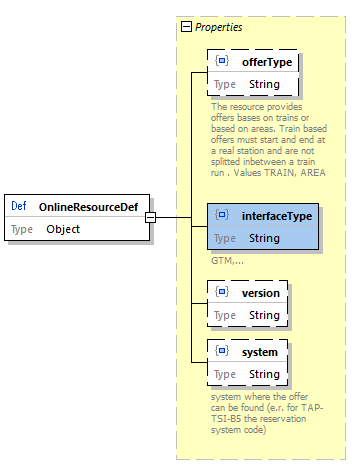 Properties
offerType
Type String
The resource provides
offers bases on trains or
based on areas. Train based
offers must start and end at
a real station and are not
splitted inbetween a train
run . Values TRAIN, AREA
Def OnlineResourceDef
Type Object
interfaceType
Type String
GTM,...
version
Type String
system
Type String
system where the offer
can be found (e.r. for TAP-
TSI-B5 the reservation
system code)